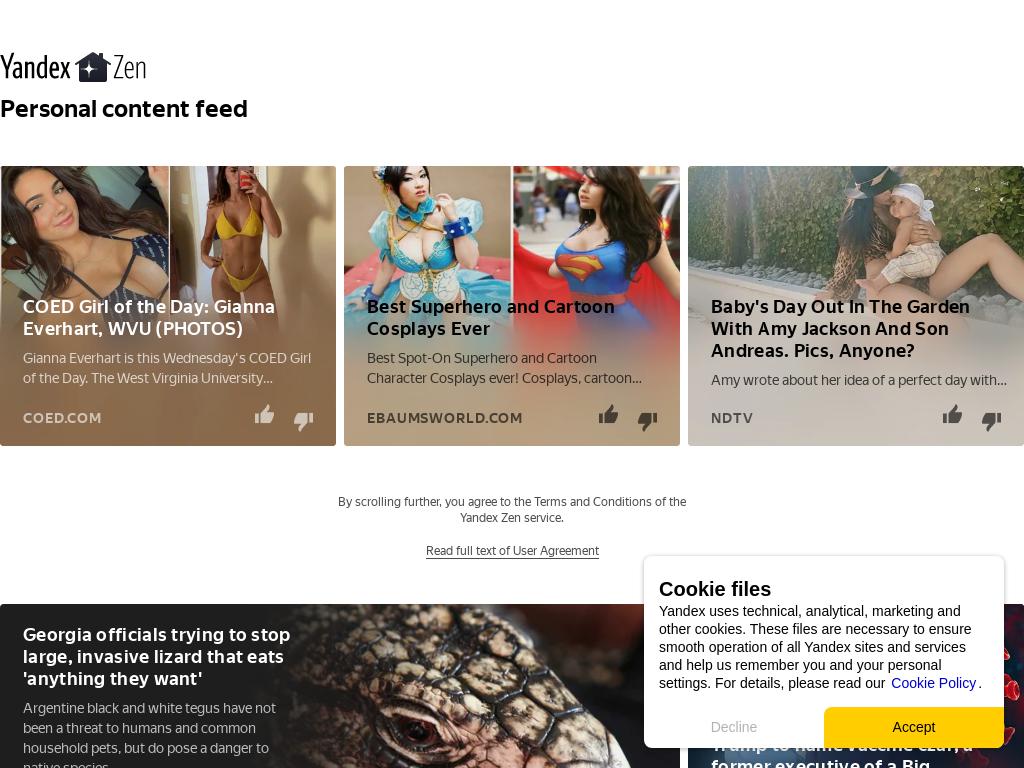 Yandex Zen
Personal content feed
COED Girl of the Day: Gianna
Everhart, WVU (PHOTOS)
Gianna Everhart is this Wednesday's COED Girl
of the Day. The West Virginia University...
COED.COM
Best Superhero and Cartoon
Cosplays Ever
Best Spot-On Superhero and Cartoon
Character Cosplays ever! Cosplays, cartoon...
EBAUMSWORLD.COM
Baby's Day Out In The Garden
With Amy Jackson And Son
Andreas. Pics, Anyone?
Amy wrote about her idea of a perfect day with...
NDTV
By scrolling further, you agree to the Terms and Conditions of the
Yandex Zen service.
Read full text of User Agreement
Georgia officials trying to stop
large, invasive lizard that eats
'anything they want'
Argentine black and white tegus have not
been a threat to humans and common
household pets, but do pose a danger to
native species
Cookie files
Yandex uses technical, analytical, marketing and
other cookies. These files are necessary to ensure
smooth operation of all Yandex sites and services
and help us remember you and your personal
settings. For details, please read our Cookie Policy.
Decline
Accept
Trump to name vaccine czar, a
former executive of a Big